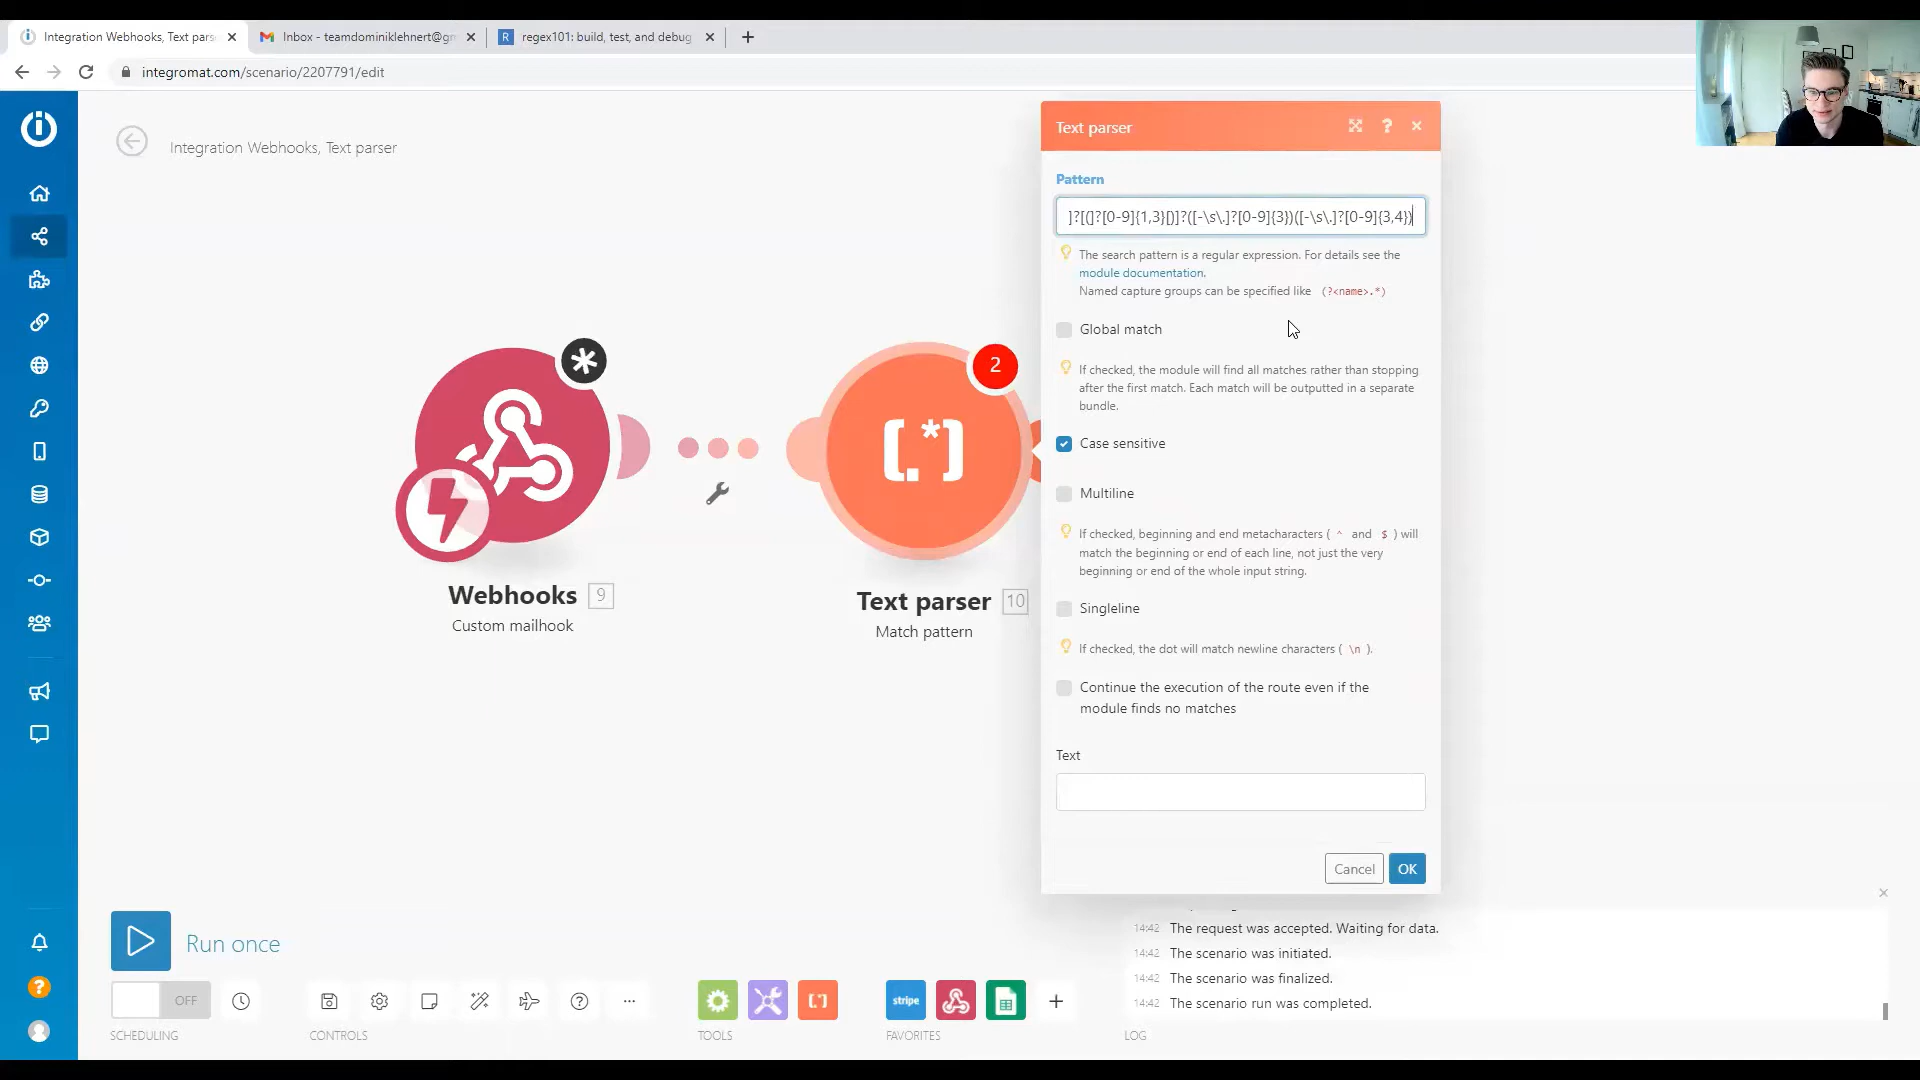 Integration Webhooks, Text pars
Inbox - teamdominiklehnert@gm
R
regex101: build, test, and debug
integromat.com/scenario/2207791/edit
Integration Webhooks, Text parser
Text parser
?
Pattern
]?[(]?[0-9]{1,3}[)]?([-\s\.]?[0-9]{3})([-\s\.]?[0-9]{3,4})
The search pattern is a regular expression. For details see the
module documentation.
Named capture groups can be specified like (?<name>.*)
Global match
If checked, the module will find all matches rather than stopping
after the first match. Each match will be outputted in a separate
bundle.
Case sensitive
Multiline
If checked, beginning and end metacharacters ( ^ and $ ) will
match the beginning or end of each line, not just the very
beginning or end of the whole input string.
Singleline
If checked, the dot will match newline characters ( \n ).
Continue the execution of the route even if the
module finds no matches
Text
Cancel
OK
2
Webhooks 9
Custom mailhook
Text parser 10
Match pattern
Run once
OFF
SCHEDULING
CONTROLS
TOOLS
stripe
FAVORITES
14:42 The request was accepted. Waiting for data.
14:42 The scenario was initiated.
14:42 The scenario was finalized.
14:42 The scenario run was completed.
LOG